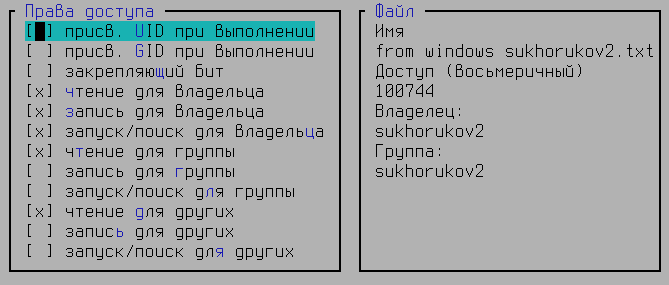 Права доступа
[ ] присв. UID при выполнении
[ ] присв. GID при выполнении
[ ] закрепляющий бит
[x] чтение для владельца
[x] запись для владельца
[x] запуск/поиск для владельца
[x] чтение для группы
[ ] запись для группы
[ ] запуск/поиск для группы
[x] чтение для других
[ ] запись для других
[ ] запуск/поиск для других
Файл
Имя
from windows sukhorukov2.txt
Доступ (восьмеричный)
100744
Владелец:
sukhorukov2
Группа:
sukhorukov2